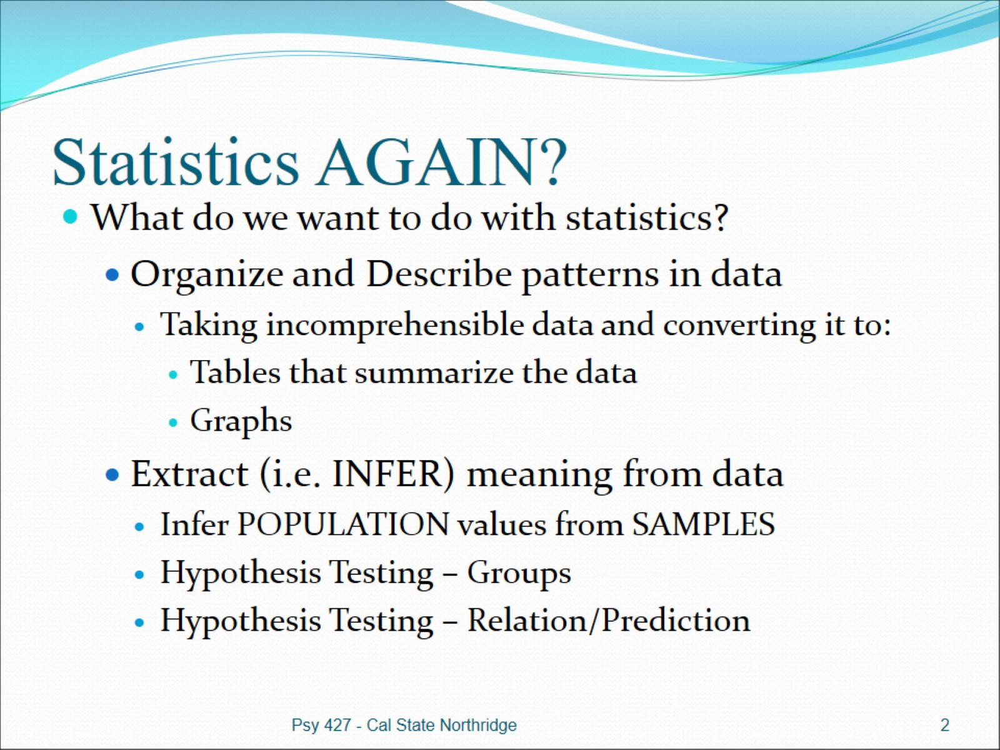 Statistics AGAIN?
• What do we want to do with statistics?
• Organize and Describe patterns in data
• Taking incomprehensible data and converting it to:
• Tables that summarize the data
• Graphs
• Extract (i.e. INFER) meaning from data
• Infer POPULATION values from SAMPLES
• Hypothesis Testing – Groups
• Hypothesis Testing – Relation/Prediction
Psy 427 - Cal State Northridge
2